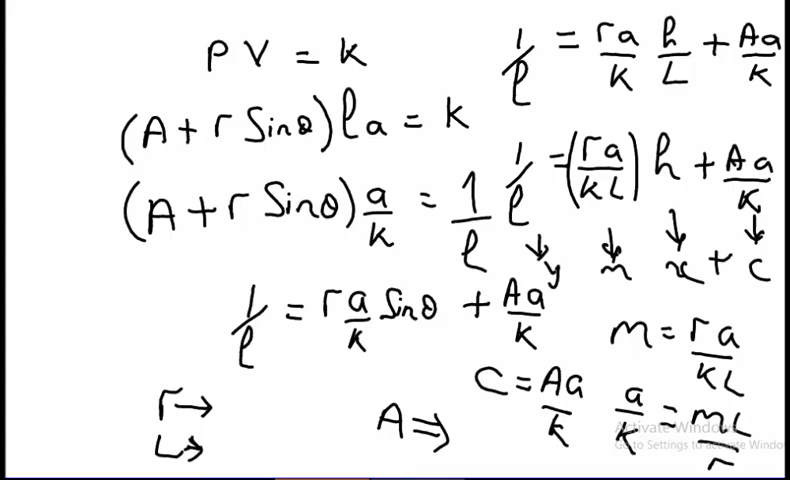 PV = k
(A + r Sinθ) l a = k
(A + r Sinθ) a/k = 1/l
1/l = r a/k Sinθ + Aa/k
r →
L →
A ⇒
1/l = ra/k h/L + Aa/k
1/l = (ra/kL) h + Aa/k
↓ ↓ ↓ ↓
y m x + c
m = ra/kL
C = Aa/k
a/k = mL/r
Activate Windows
Go to Settings to activate Windo